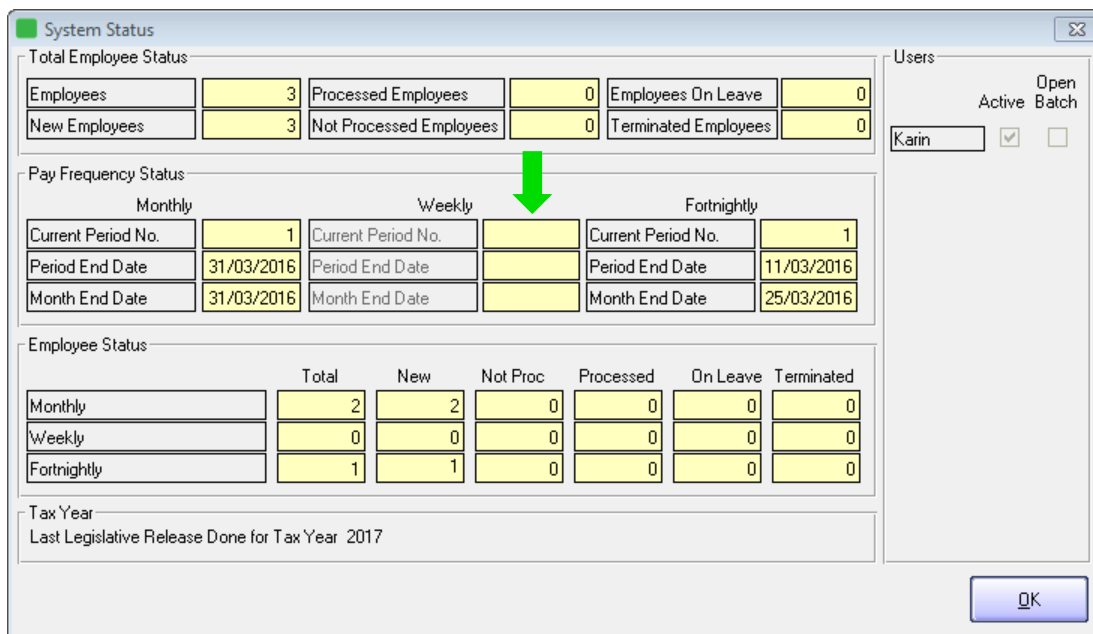 System Status
Total Employee Status
Users
Employees 3 Processed Employees 0 Employees On Leave 0
New Employees 3 Not Processed Employees 0 Terminated Employees 0
Active Open Batch
Karin
Pay Frequency Status
Monthly Weekly Fortnightly
Current Period No. 1 Current Period No. Current Period No. 1
Period End Date 31/03/2016 Period End Date Period End Date 11/03/2016
Month End Date 31/03/2016 Month End Date Month End Date 25/03/2016
Employee Status
Total New Not Proc Processed On Leave Terminated
Monthly 2 2 0 0 0 0
Weekly 0 0 0 0 0 0
Fortnightly 1 1 0 0 0 0
Tax Year
Last Legislative Release Done for Tax Year 2017
OK